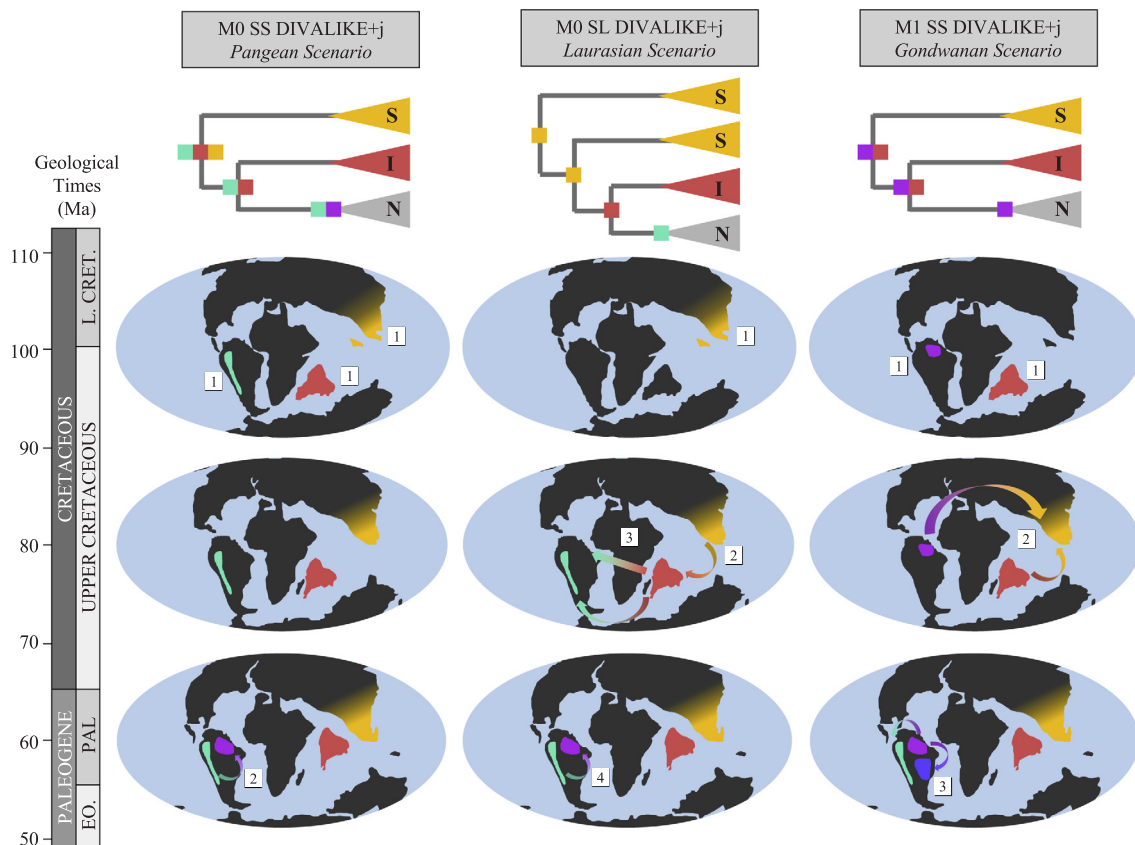 M0 SS DIVALIKE+j
Pangean Scenario
M0 SL DIVALIKE+j
Laurasian Scenario
M1 SS DIVALIKE+j
Gondwanan Scenario
S
I
N
S
S
I
N
S
I
N
Geological
Times
(Ma)
110
100
90
80
70
60
50
CRETACEOUS
PALEOGENE
L. CRET.
UPPER CRETACEOUS
PAL
EO.
1
1
1
1
1
1
3
2
2
2
4
3